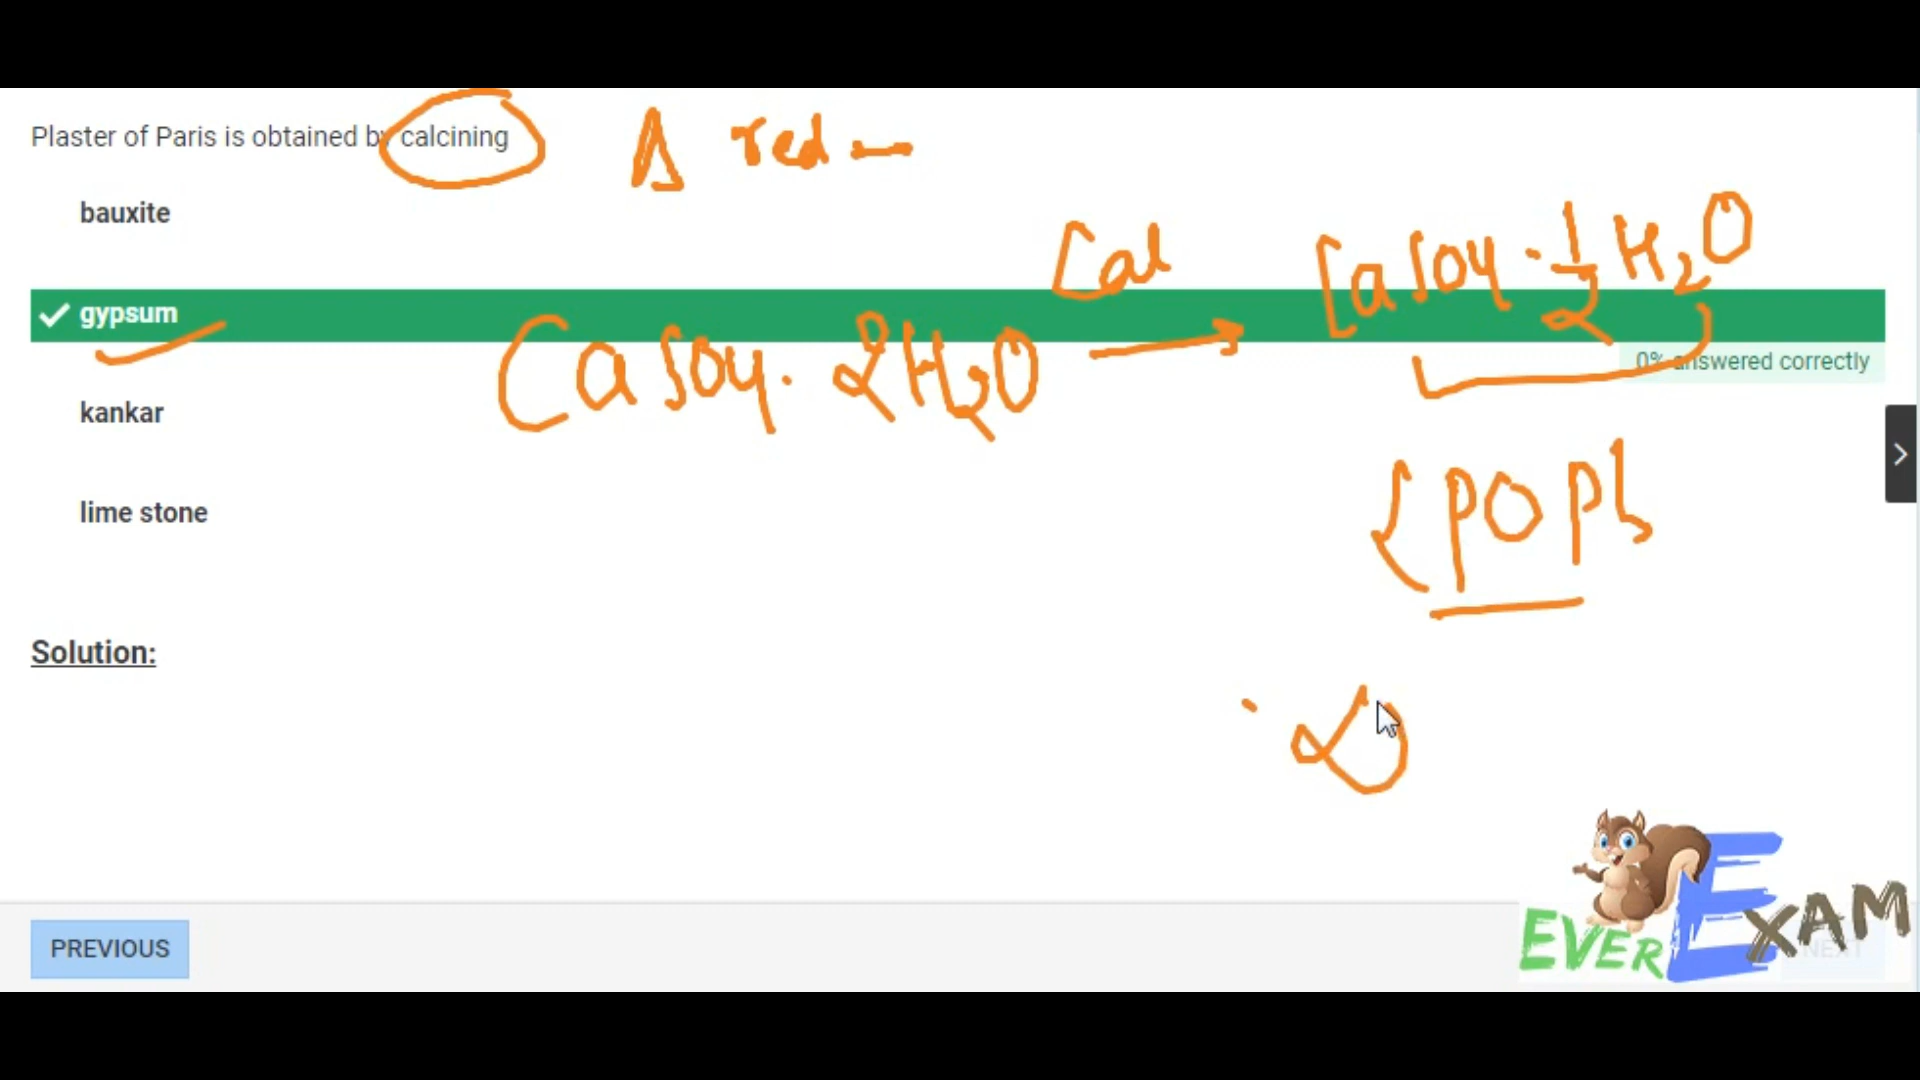 Plaster of Paris is obtained by calcining
Δ red —
bauxite
Cal
CaSO4 · 1/2 H2O
gypsum
CaSO4 · 2H2O
0% answered correctly
kankar
{POP}
lime stone
Solution:
PREVIOUS
EVER EXAM
NEXT